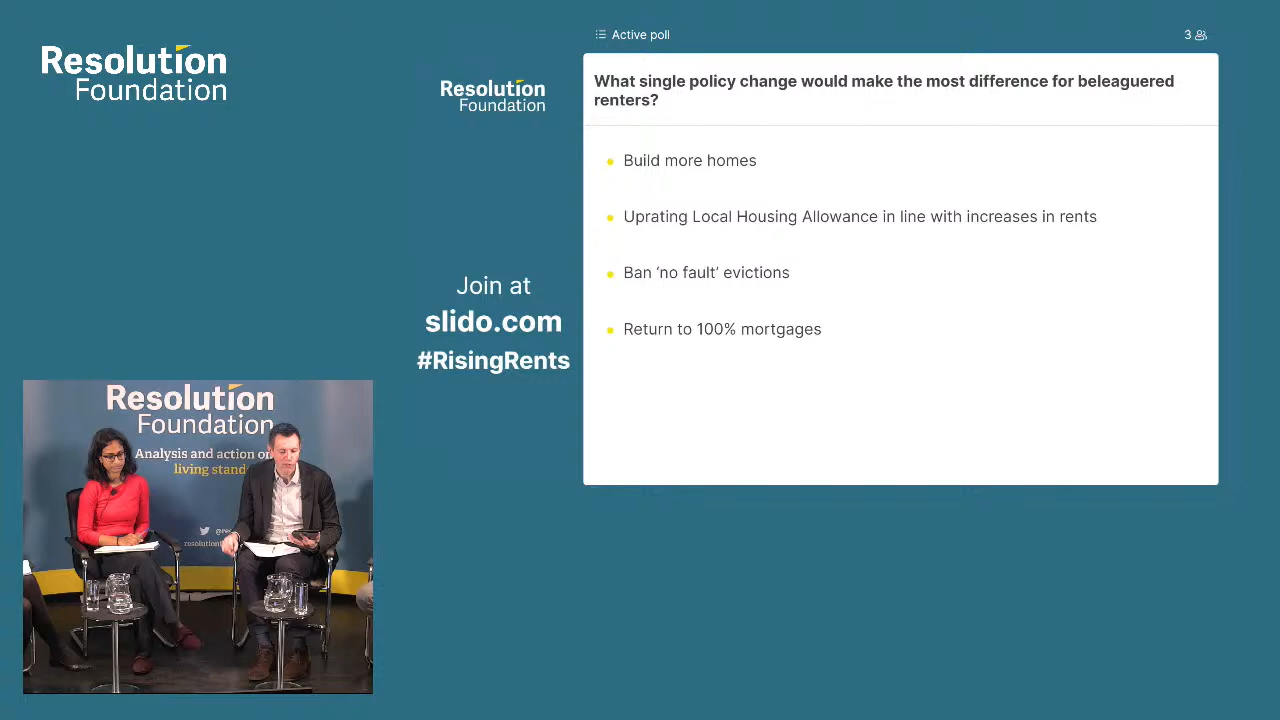 Resolution
Foundation
Active poll
3
Resolution
Foundation
What single policy change would make the most difference for beleaguered
renters?
Build more homes
Uprating Local Housing Allowance in line with increases in rents
Ban ‘no fault’ evictions
Return to 100% mortgages
Join at
slido.com
#RisingRents
Resolution
Foundation
Analysis and action on
living